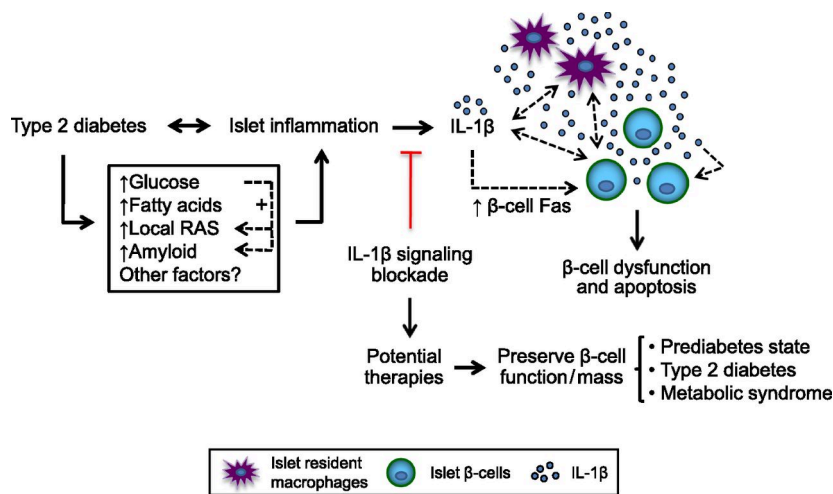 Type 2 diabetes
Islet inflammation
IL-1β
↑Glucose
↑Fatty acids
+
↑Local RAS
↑Amyloid
Other factors?
↑ β-cell Fas
IL-1β signaling
blockade
β-cell dysfunction
and apoptosis
Potential
therapies
Preserve β-cell
function/mass
• Prediabetes state
• Type 2 diabetes
• Metabolic syndrome
Islet resident
macrophages
Islet β-cells
IL-1β